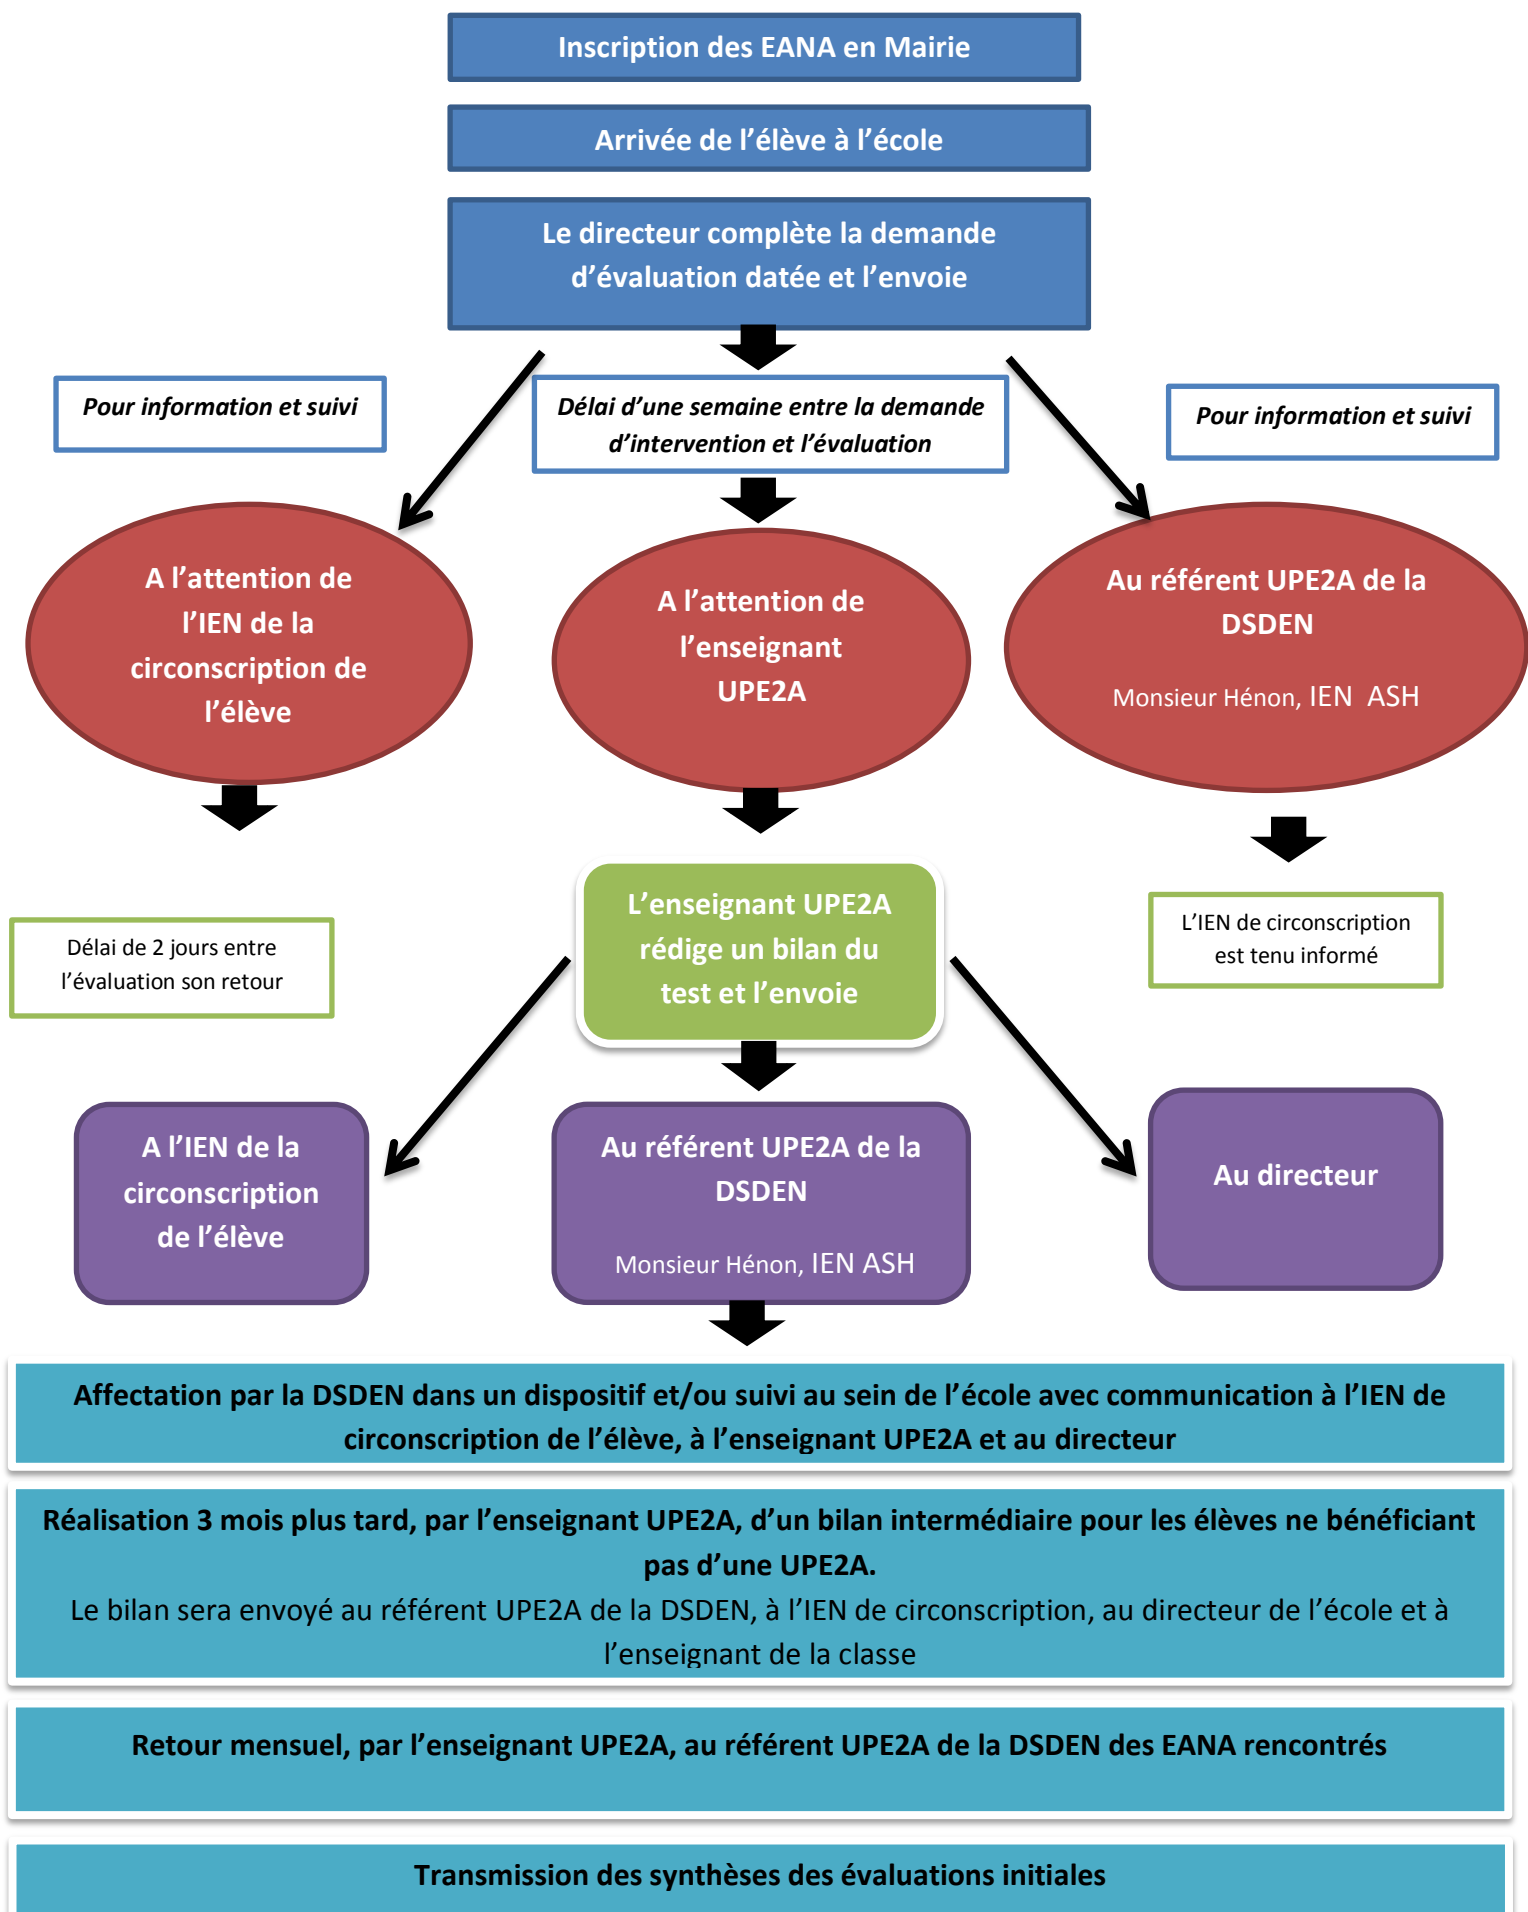 Inscription des EANA en Mairie
Arrivée de l’élève à l’école
Le directeur complète la demande
d’évaluation datée et l’envoie
Pour information et suivi
Délai d’une semaine entre la demande
d’intervention et l’évaluation
Pour information et suivi
A l’attention de
l’IEN de la
circonscription de
l’élève
A l’attention de
l’enseignant
UPE2A
Au référent UPE2A de la
DSDEN
Monsieur Hénon, IEN ASH
Délai de 2 jours entre
l’évaluation son retour
L’enseignant UPE2A
rédige un bilan du
test et l’envoie
L’IEN de circonscription
est tenu informé
A l’IEN de la
circonscription
de l’élève
Au référent UPE2A de la
DSDEN
Monsieur Hénon, IEN ASH
Au directeur
Affectation par la DSDEN dans un dispositif et/ou suivi au sein de l’école avec communication à l’IEN de
circonscription de l’élève, à l’enseignant UPE2A et au directeur
Réalisation 3 mois plus tard, par l’enseignant UPE2A, d’un bilan intermédiaire pour les élèves ne bénéficiant
pas d’une UPE2A.
Le bilan sera envoyé au référent UPE2A de la DSDEN, à l’IEN de circonscription, au directeur de l’école et à
l’enseignant de la classe
Retour mensuel, par l’enseignant UPE2A, au référent UPE2A de la DSDEN des EANA rencontrés
Transmission des synthèses des évaluations initiales